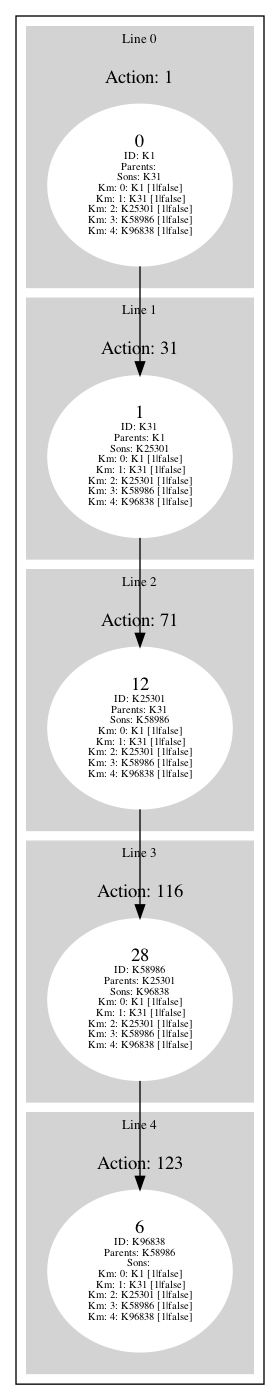 Line 0
Action: 1
0
ID: K1
Parents:
Sons: K31
Km: 0: K1 [1|false]
Km: 1: K31 [1|false]
Km: 2: K25301 [1|false]
Km: 3: K58986 [1|false]
Km: 4: K96838 [1|false]
Line 1
Action: 31
1
ID: K31
Parents: K1
Sons: K25301
Km: 0: K1 [1|false]
Km: 1: K31 [1|false]
Km: 2: K25301 [1|false]
Km: 3: K58986 [1|false]
Km: 4: K96838 [1|false]
Line 2
Action: 71
12
ID: K25301
Parents: K31
Sons: K58986
Km: 0: K1 [1|false]
Km: 1: K31 [1|false]
Km: 2: K25301 [1|false]
Km: 3: K58986 [1|false]
Km: 4: K96838 [1|false]
Line 3
Action: 116
28
ID: K58986
Parents: K25301
Sons: K96838
Km: 0: K1 [1|false]
Km: 1: K31 [1|false]
Km: 2: K25301 [1|false]
Km: 3: K58986 [1|false]
Km: 4: K96838 [1|false]
Line 4
Action: 123
6
ID: K96838
Parents: K58986
Sons:
Km: 0: K1 [1|false]
Km: 1: K31 [1|false]
Km: 2: K25301 [1|false]
Km: 3: K58986 [1|false]
Km: 4: K96838 [1|false]